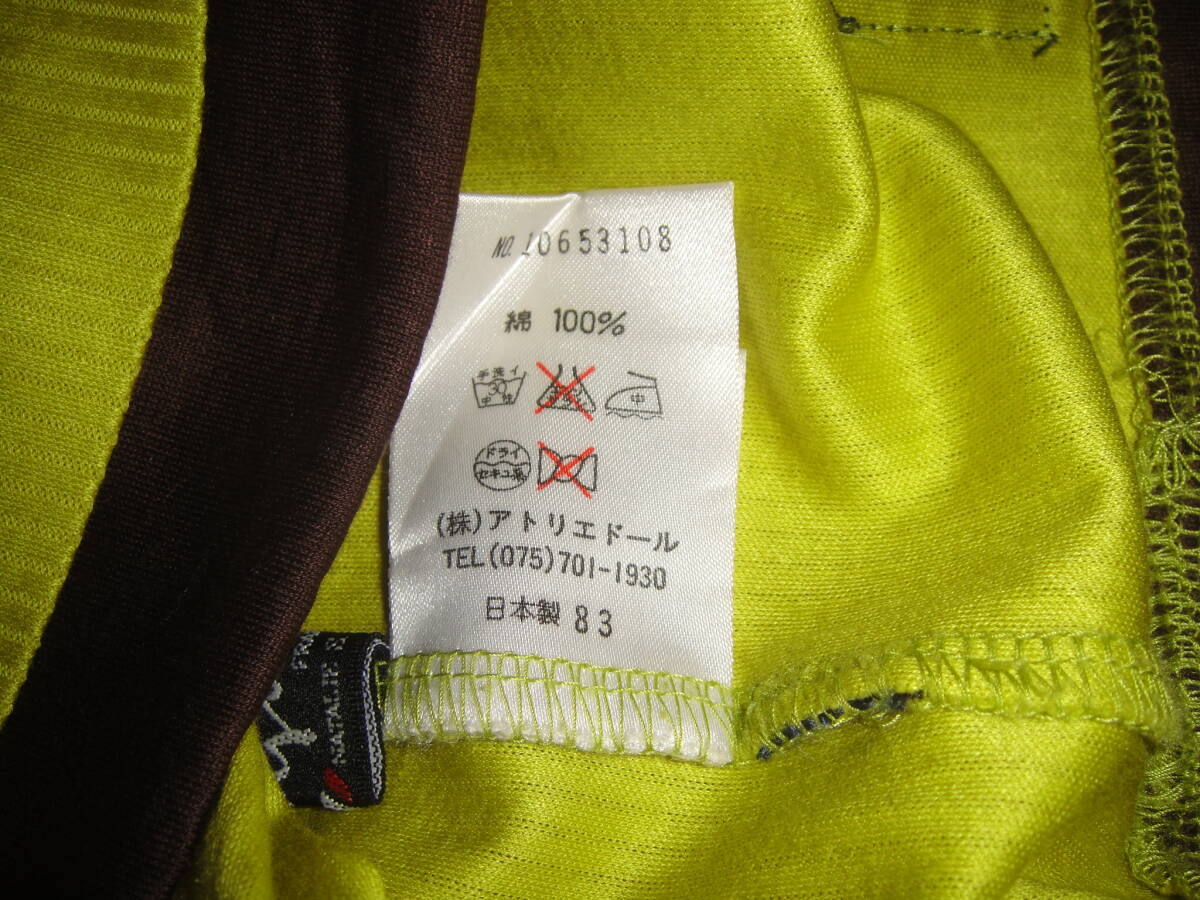 NO. 10653108
綿 100%
手洗イ
30
中性
中
ドライ
セキユ系
(株)アトリエドール
TEL(075)701-1930
日本製 83